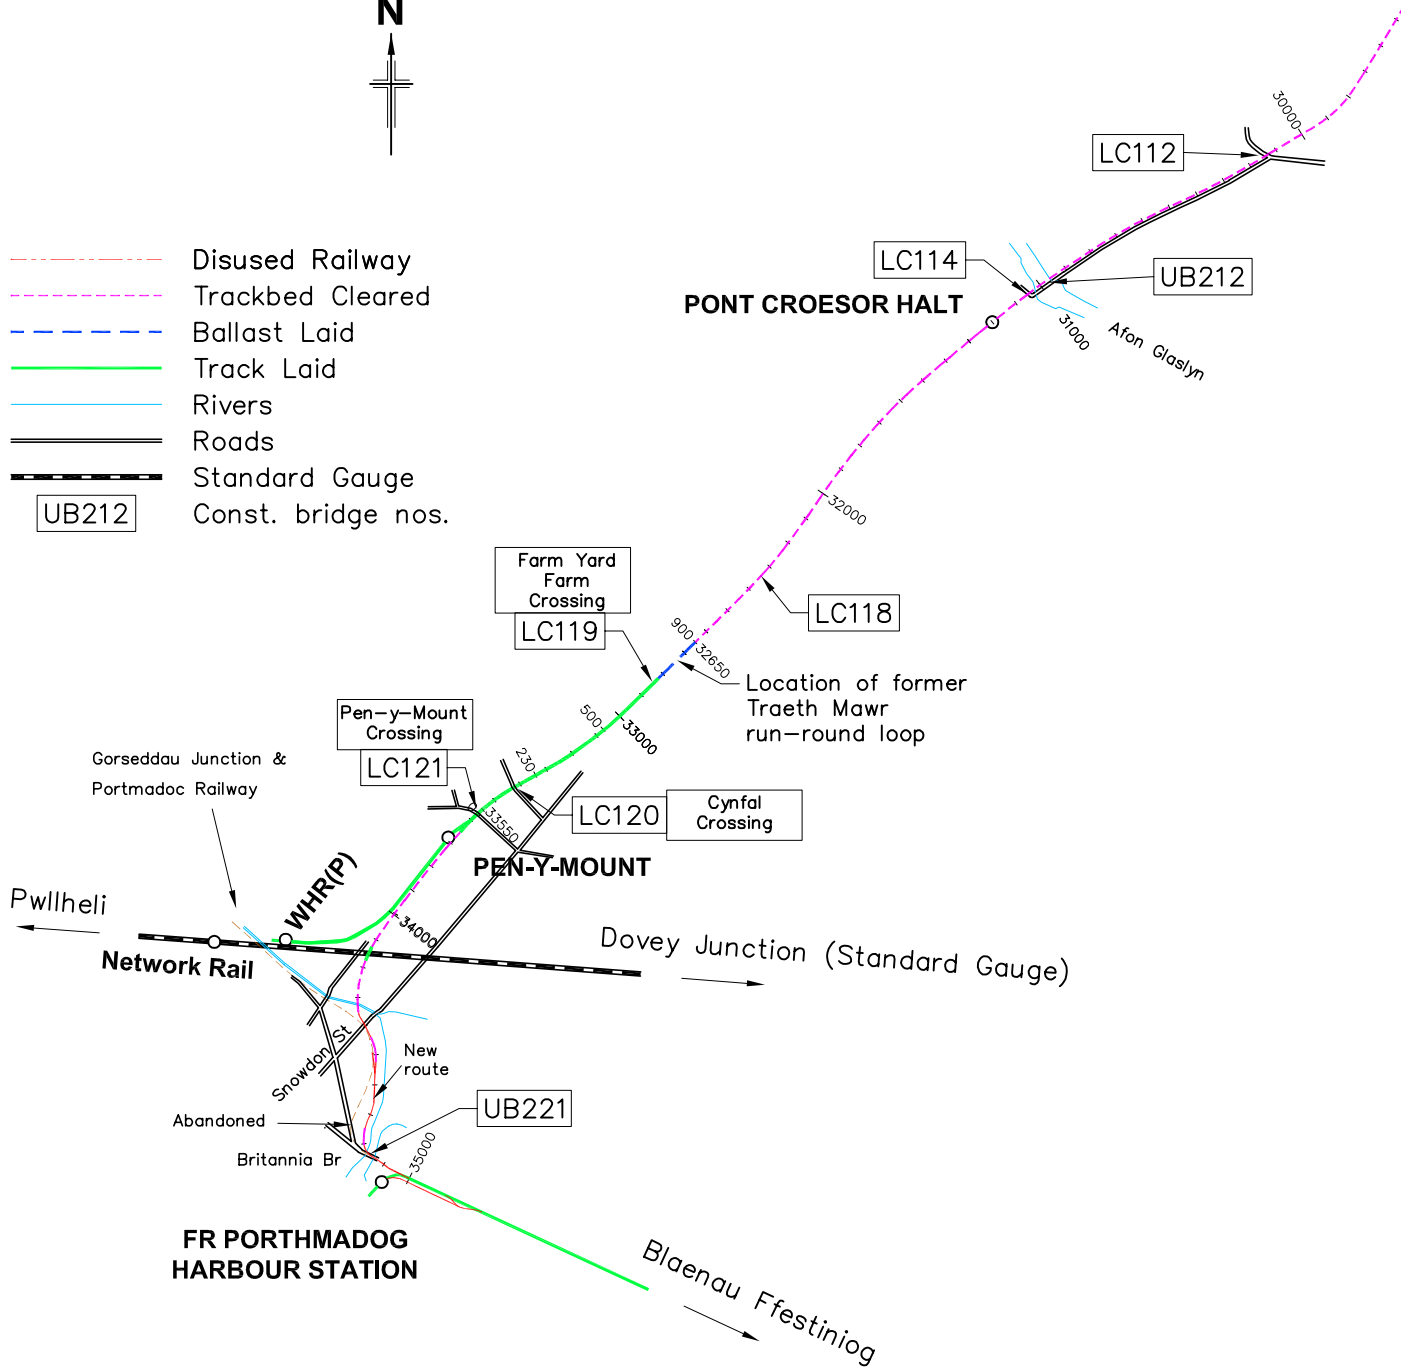 N
30000
LC112
LC114
UB212
PONT CROESOR HALT
31000
Afon Glaslyn
Disused Railway
Trackbed Cleared
Ballast Laid
Track Laid
Rivers
Roads
Standard Gauge
UB212
Const. bridge nos.
32000
Farm Yard
Farm
Crossing
LC119
LC118
900
32650
Location of former
Traeth Mawr
run-round loop
500
33000
Pen-y-Mount
Crossing
LC121
230
Gorseddau Junction &
Portmadoc Railway
LC120
Cynfal
Crossing
33550
PEN-Y-MOUNT
WHR(P)
Pwllheli
34000
Network Rail
Dovey Junction (Standard Gauge)
Snowdon St
New
route
Abandoned
UB221
Britannia Br
35000
FR PORTHMADOG
HARBOUR STATION
Blaenau Ffestiniog